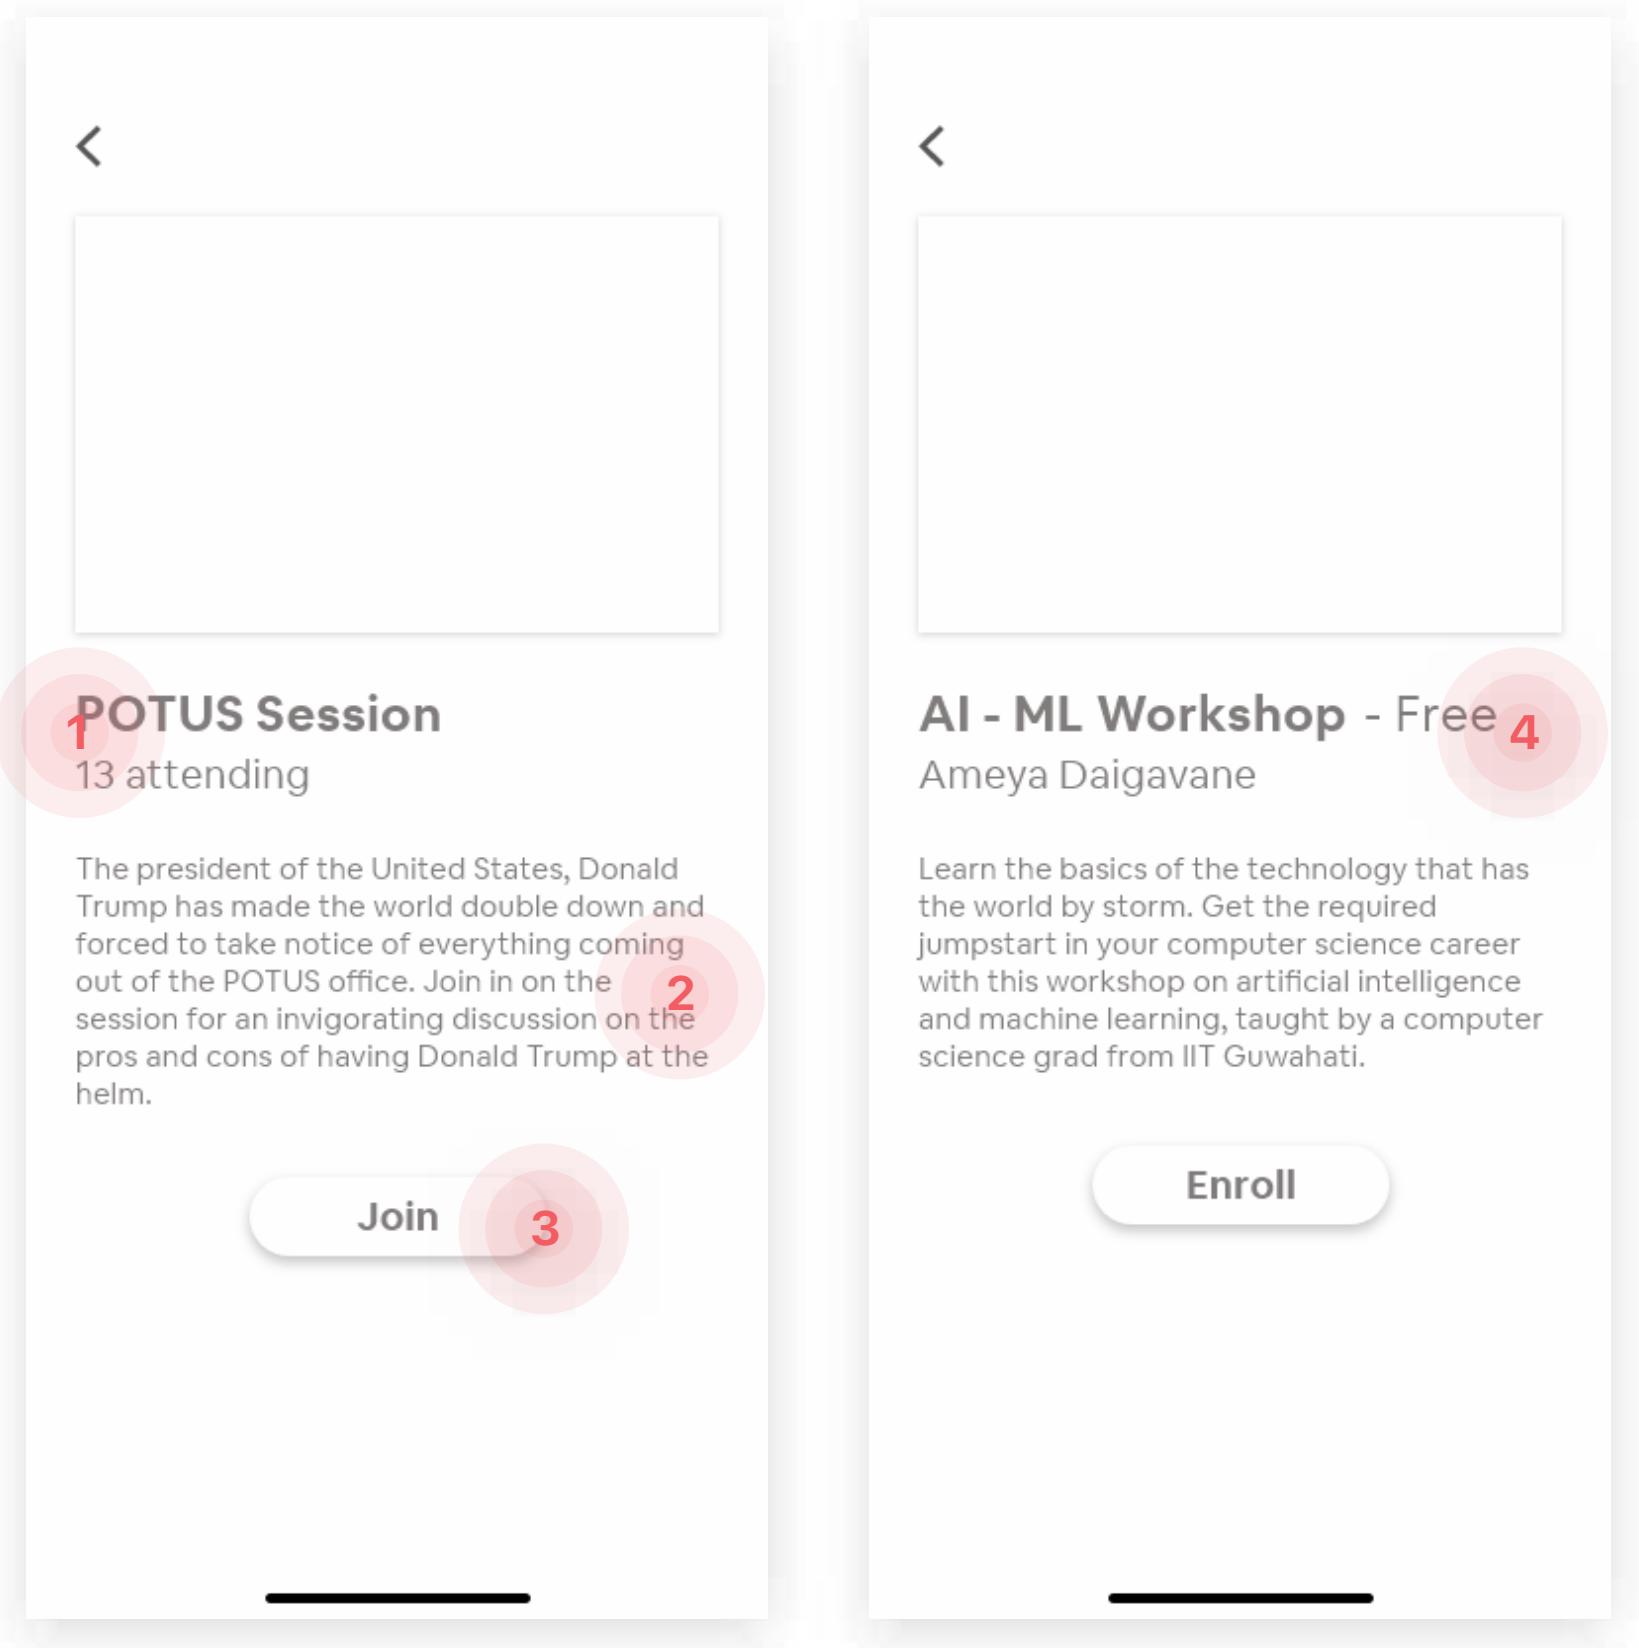 POTUS Session
1
13 attending
The president of the United States, Donald
Trump has made the world double down and
forced to take notice of everything coming
out of the POTUS office. Join in on the
2
session for an invigorating discussion on the
pros and cons of having Donald Trump at the
helm.
Join
3
AI - ML Workshop - Free
4
Ameya Daigavane
Learn the basics of the technology that has
the world by storm. Get the required
jumpstart in your computer science career
with this workshop on artificial intelligence
and machine learning, taught by a computer
science grad from IIT Guwahati.
Enroll